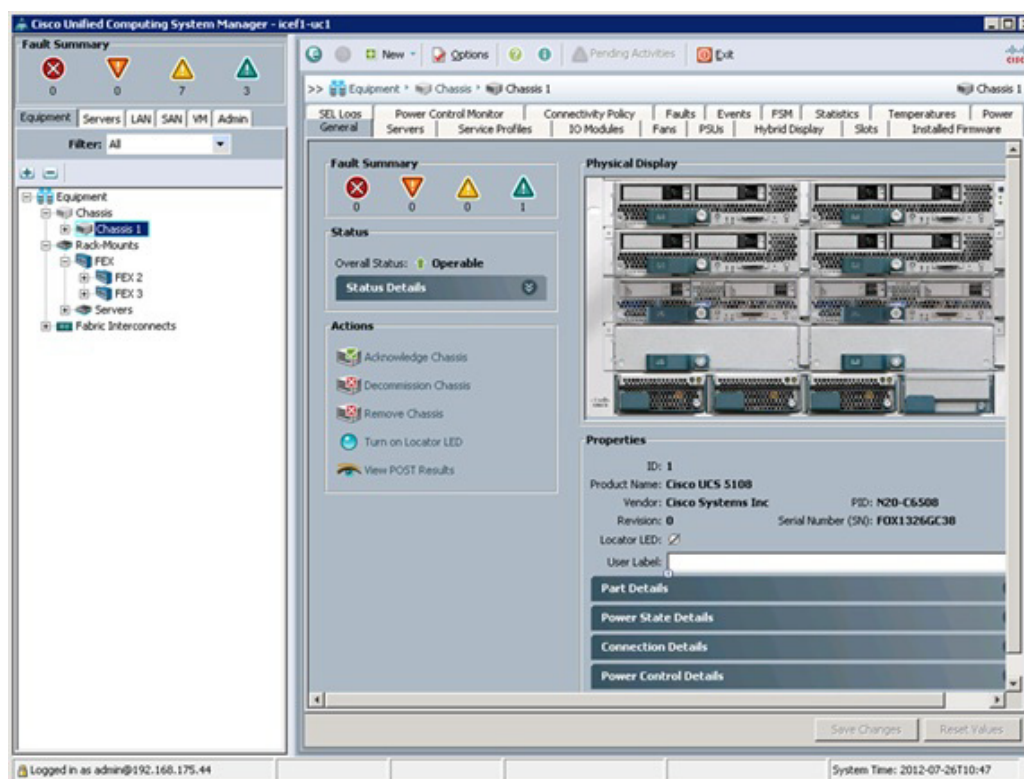 Cisco Unified Computing System Manager - icef1-uc1
Fault Summary
0 0 7 3
Equipment Servers LAN SAN VM Admin
Filter: All
Equipment
Chassis
Chassis 1
Rack-Mounts
FEX
FEX 2
FEX 3
Servers
Fabric Interconnects
New Options Pending Activities Exit
>> Equipment Chassis Chassis 1 Chassis 1
SEL Logs Power Control Monitor Connectivity Policy Faults Events FSM Statistics Temperatures Power
General Servers Service Profiles IO Modules Fans PSUs Hybrid Display Slots Installed Firmware
Fault Summary
0 0 0 1
Status
Overall Status: Operable
Status Details
Actions
Acknowledge Chassis
Decommission Chassis
Remove Chassis
Turn on Locator LED
View POST Results
Physical Display
Properties
ID: 1
Product Name: Cisco UCS 5108
Vendor: Cisco Systems Inc PID: N20-C6508
Revision: 0 Serial Number (SN): FOX1326GC38
Locator LED:
User Label:
Part Details
Power State Details
Connection Details
Power Control Details
Save Changes Reset Values
Logged in as admin@192.168.175.44 System Time: 2012-07-26T10:47